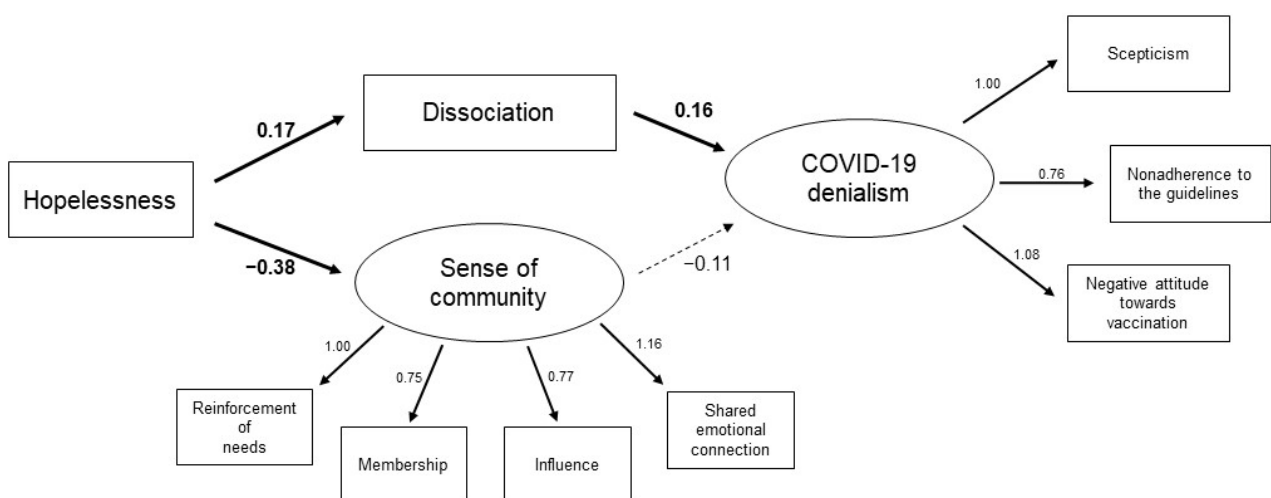 Scepticism
1.00
Dissociation
0.16
0.17
COVID-19
denialism
0.76
Nonadherence to
the guidelines
Hopelessness
−0.38
Sense of
community
−0.11
1.08
Negative attitude
towards
vaccination
1.00
0.75
0.77
1.16
Reinforcement
of
needs
Membership
Influence
Shared
emotional
connection